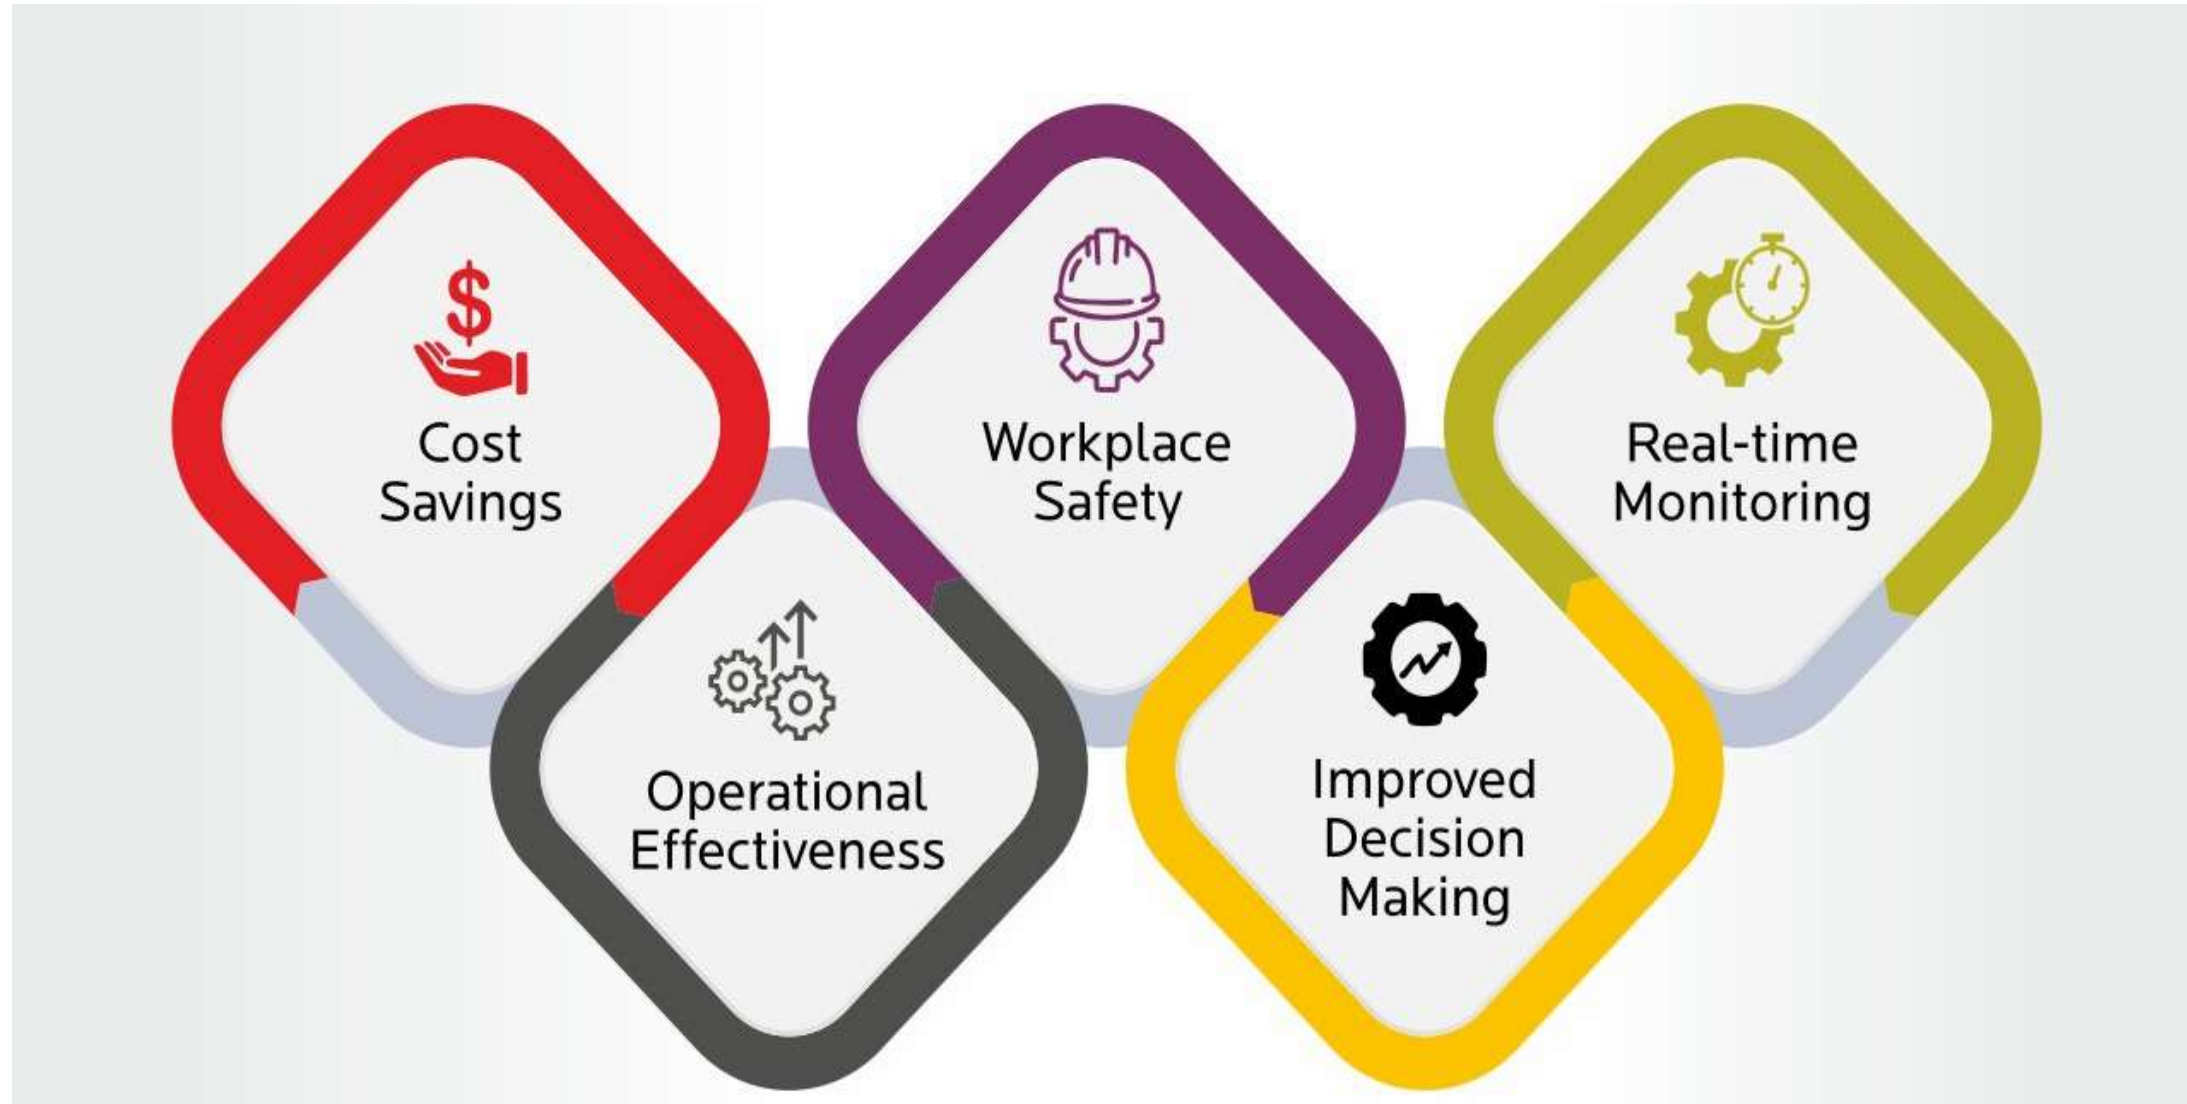 Cost
Savings
Operational
Effectiveness
Workplace
Safety
Improved
Decision
Making
Real-time
Monitoring